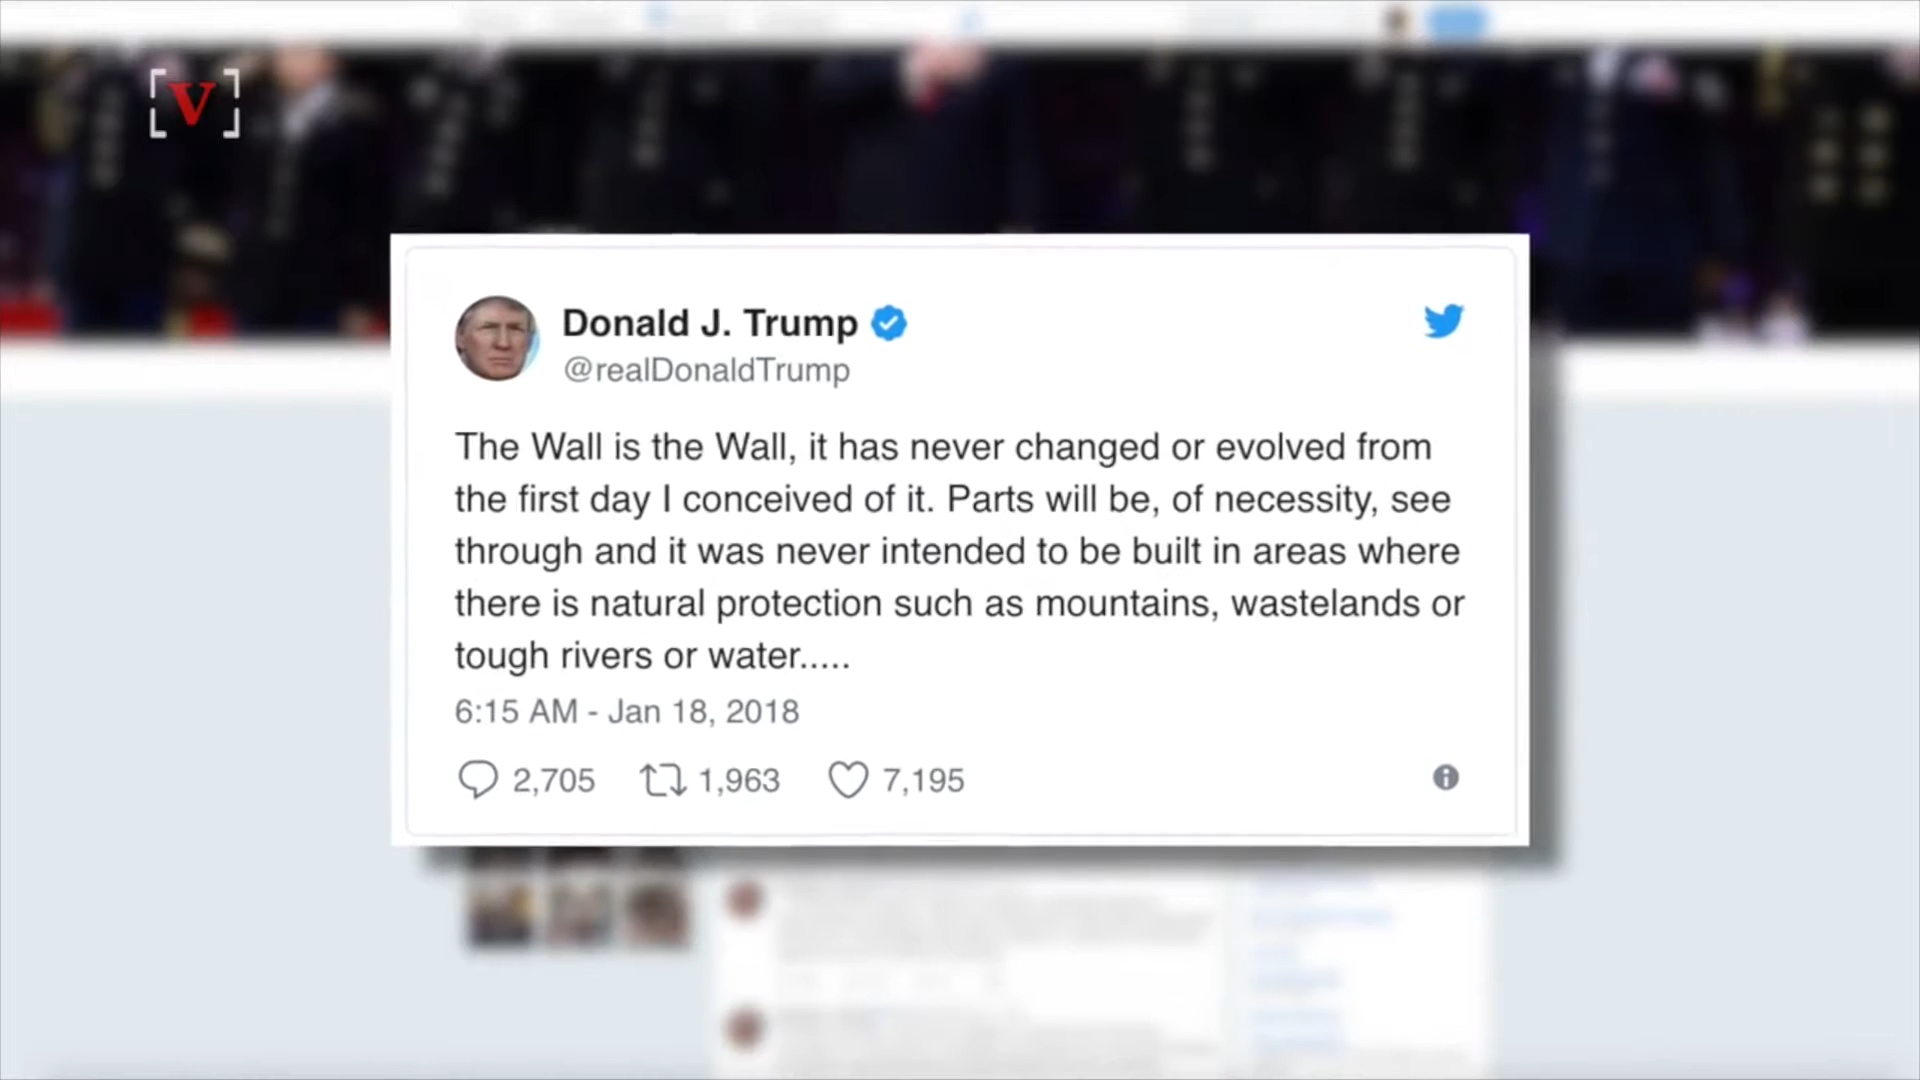 V
Donald J. Trump
@realDonaldTrump
The Wall is the Wall, it has never changed or evolved from
the first day I conceived of it. Parts will be, of necessity, see
through and it was never intended to be built in areas where
there is natural protection such as mountains, wastelands or
tough rivers or water.....
6:15 AM - Jan 18, 2018
2,705 1,963 7,195